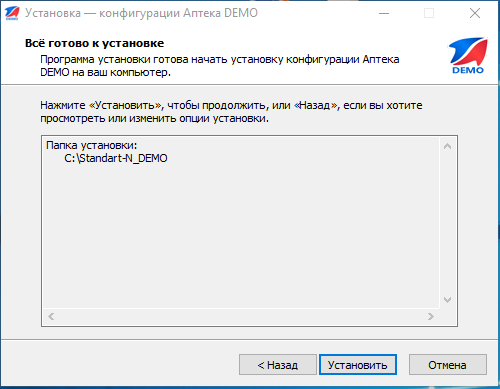 Установка — конфигурации Аптека DEMO
Всё готово к установке
Программа установки готова начать установку конфигурации Аптека
DEMO на ваш компьютер.
DEMO
Нажмите «Установить», чтобы продолжить, или «Назад», если вы хотите
просмотреть или изменить опции установки.
Папка установки:
C:\Standart-N_DEMO
< Назад
Установить
Отмена